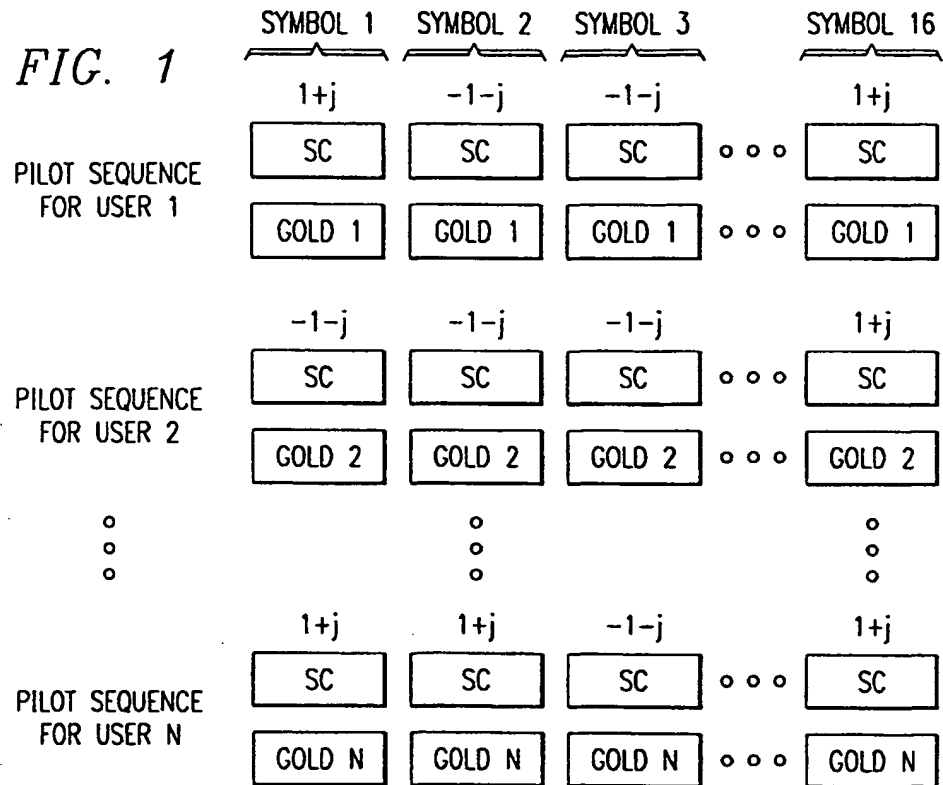 FIG. 1
SYMBOL 1 SYMBOL 2 SYMBOL 3 SYMBOL 16
1+j -1-j -1-j 1+j
PILOT SEQUENCE
FOR USER 1
SC SC SC SC
GOLD 1 GOLD 1 GOLD 1 GOLD 1
-1-j -1-j -1-j 1+j
PILOT SEQUENCE
FOR USER 2
SC SC SC SC
GOLD 2 GOLD 2 GOLD 2 GOLD 2
1+j 1+j -1-j 1+j
PILOT SEQUENCE
FOR USER N
SC SC SC SC
GOLD N GOLD N GOLD N GOLD N